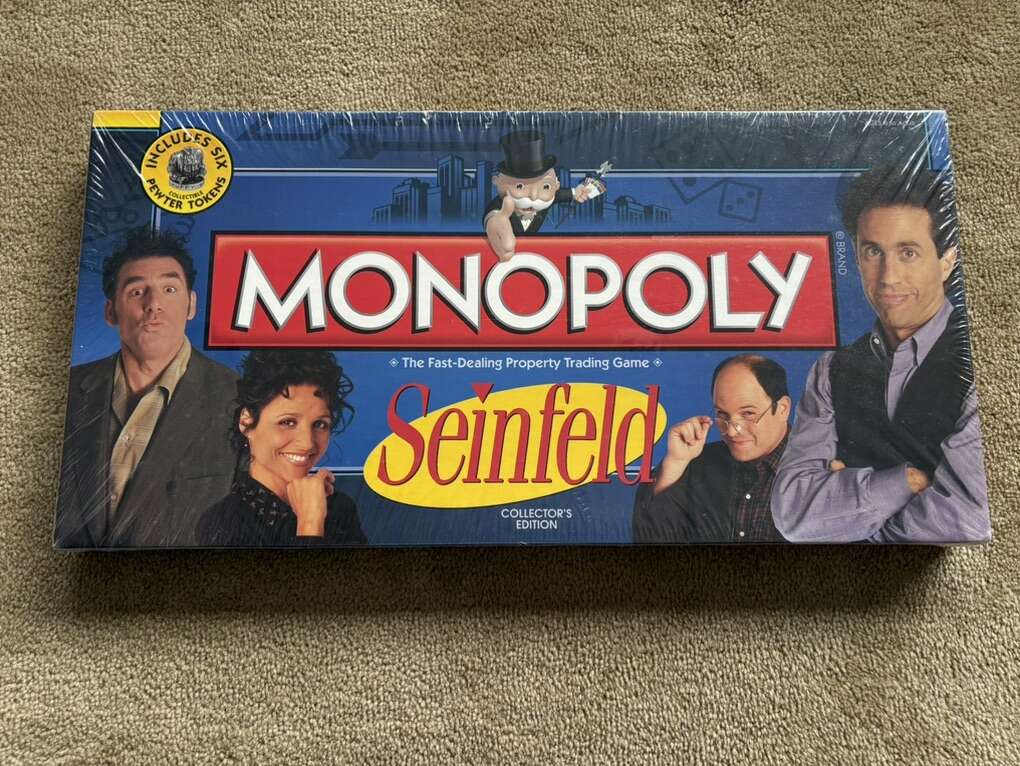 INCLUDES SIX
COLLECTIBLE
PEWTER TOKENS
MONOPOLY
® BRAND
The Fast-Dealing Property Trading Game
Seinfeld
COLLECTOR'S
EDITION